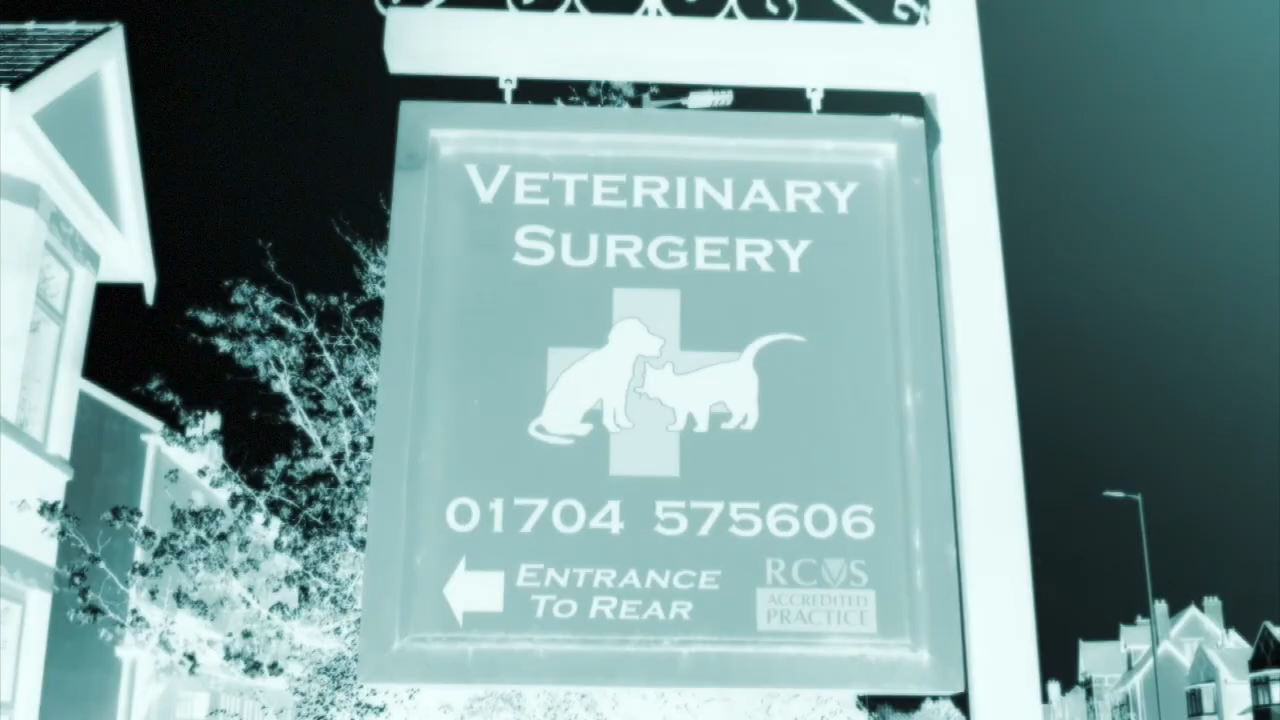 VETERINARY
SURGERY
01704 575606
ENTRANCE
TO REAR
RCVS
ACCREDITED
PRACTICE